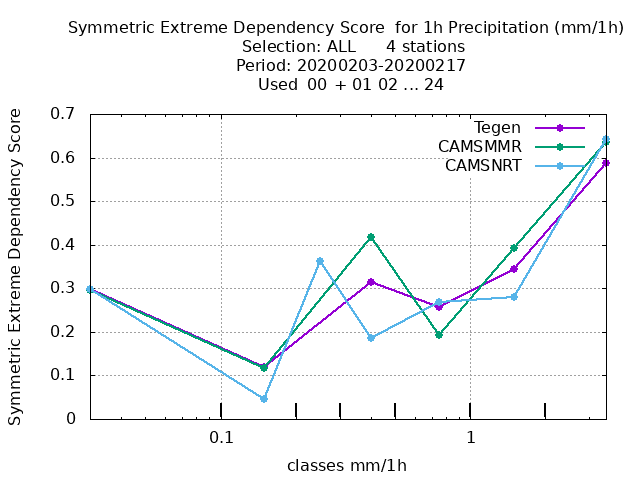 Symmetric Extreme Dependency Score  for 1h Precipitation (mm/1h)
Selection: ALL      4 stations
Period: 20200203-20200217
Used  00  + 01 02 ... 24
Symmetric Extreme Dependency Score
0.7
0.6
0.5
0.4
0.3
0.2
0.1
0
Tegen
CAMSMMR
CAMSNRT
0.1
1
classes mm/1h